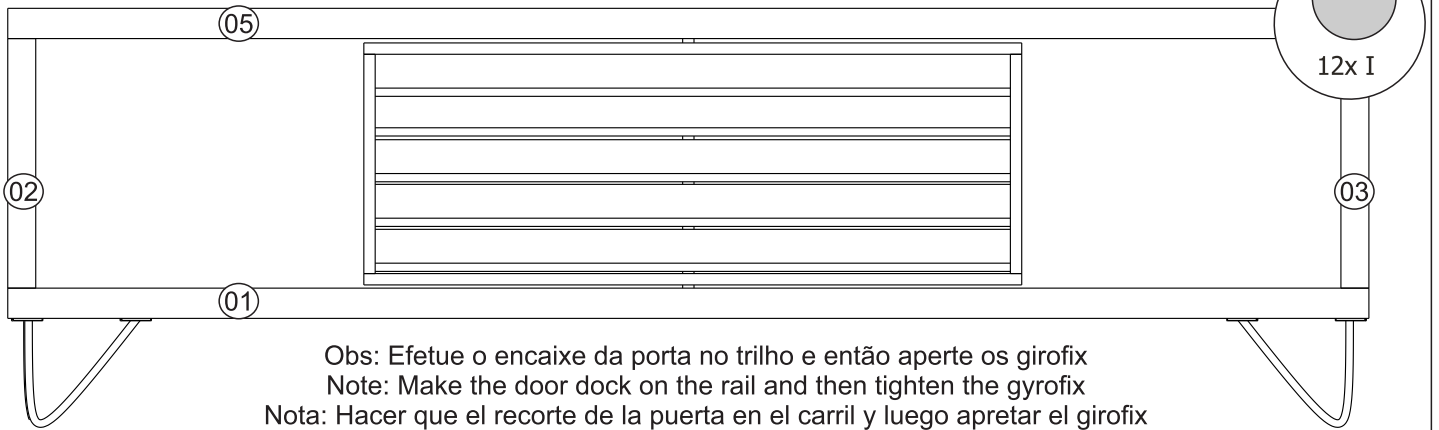 05
12x I
02
03
01
Obs: Efetue o encaixe da porta no trilho e então aperte os girofix
Note: Make the door dock on the rail and then tighten the gyrofix
Nota: Hacer que el recorte de la puerta en el carril y luego apretar el girofix